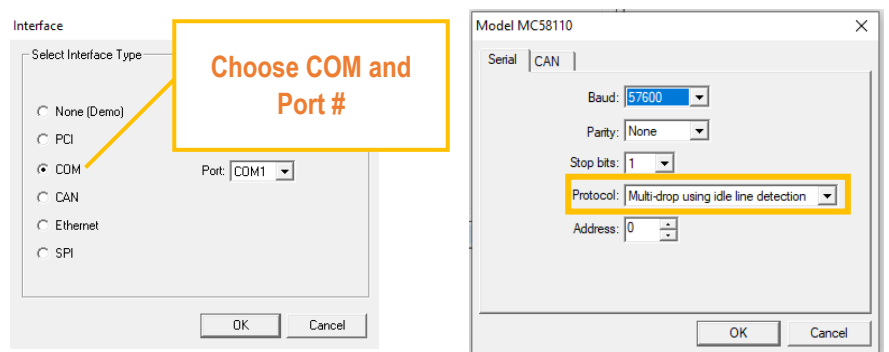 Interface
Select Interface Type
None (Demo)
PCI
COM
CAN
Ethernet
SPI
Choose COM and
Port #
Port: COM1
OK Cancel
Model MC58110
Serial CAN
Baud: 57600
Parity: None
Stop bits: 1
Protocol: Multi-drop using idle line detection
Address: 0
OK Cancel